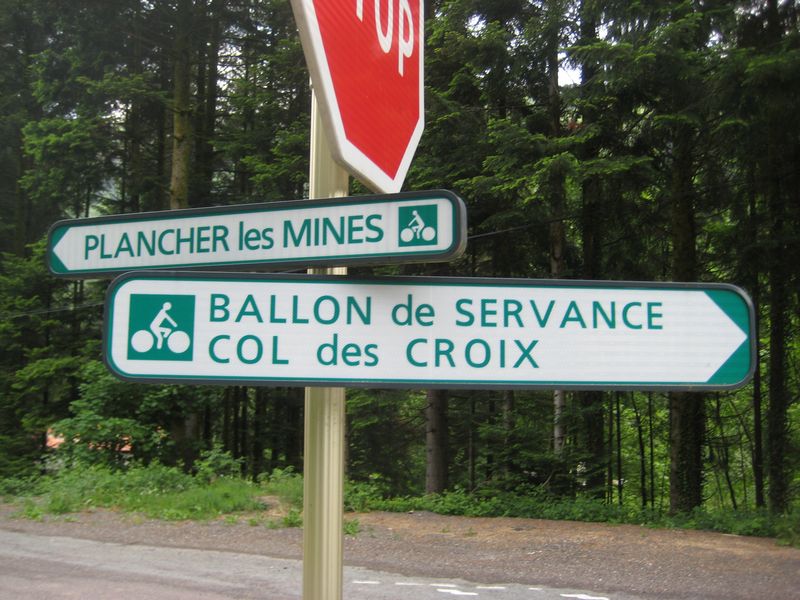 TOP
PLANCHER les MINES
BALLON de SERVANCE
COL des CROIX